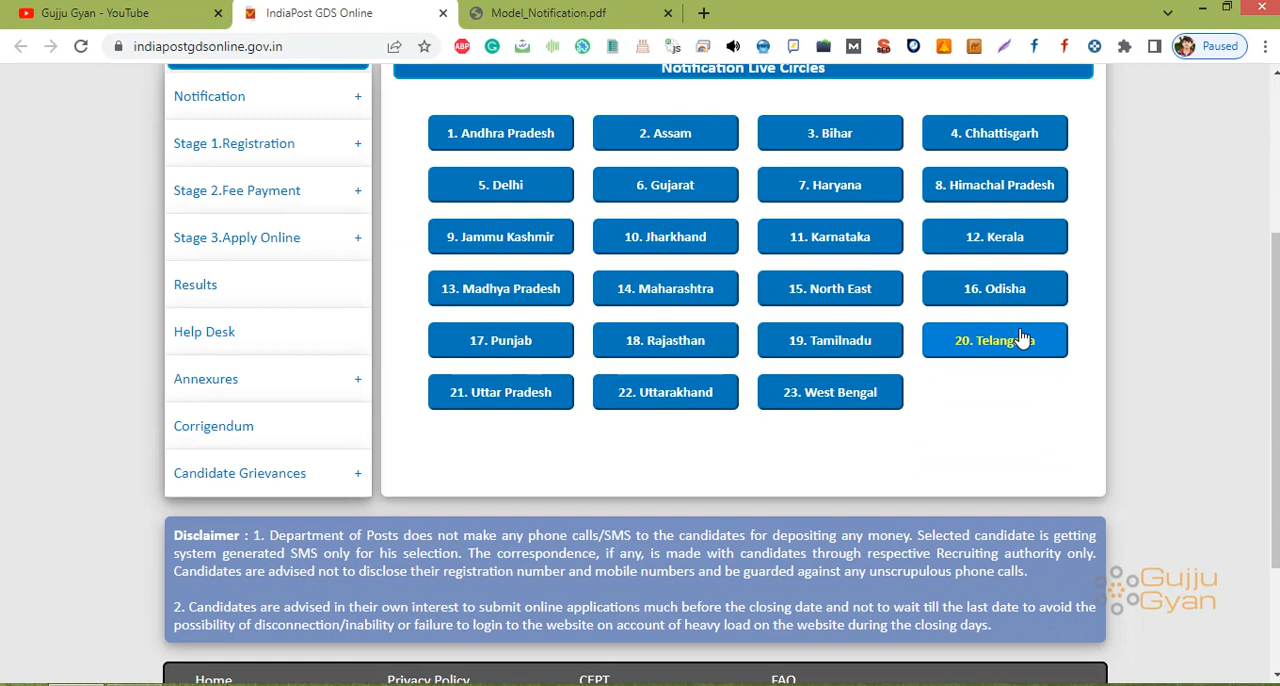 Gujju Gyan - YouTube
IndiaPost GDS Online
Model_Notification.pdf
indiapostgdsonline.gov.in
Paused
Notification Live Circles
Notification +
Stage 1.Registration +
Stage 2.Fee Payment +
Stage 3.Apply Online +
Results
Help Desk
Annexures +
Corrigendum
Candidate Grievances +
1. Andhra Pradesh
2. Assam
3. Bihar
4. Chhattisgarh
5. Delhi
6. Gujarat
7. Haryana
8. Himachal Pradesh
9. Jammu Kashmir
10. Jharkhand
11. Karnataka
12. Kerala
13. Madhya Pradesh
14. Maharashtra
15. North East
16. Odisha
17. Punjab
18. Rajasthan
19. Tamilnadu
20. Telangana
21. Uttar Pradesh
22. Uttarakhand
23. West Bengal
Disclaimer : 1. Department of Posts does not make any phone calls/SMS to the candidates for depositing any money. Selected candidate is getting
system generated SMS only for his selection. The correspondence, if any, is made with candidates through respective Recruiting authority only.
Candidates are advised not to disclose their registration number and mobile numbers and be guarded against any unscrupulous phone calls.
2. Candidates are advised in their own interest to submit online applications much before the closing date and not to wait till the last date to avoid the
possibility of disconnection/inability or failure to login to the website on account of heavy load on the website during the closing days.
Gujju
Gyan
Home
Privacy Policy
CEPT
FAQ